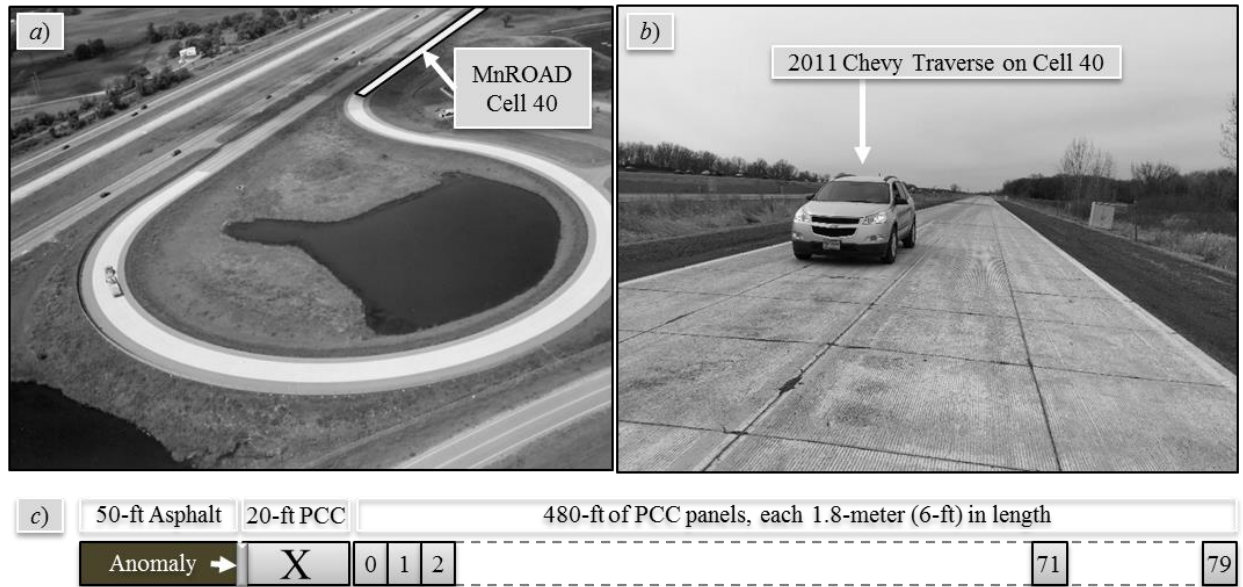 a)
MnROAD
Cell 40
b)
2011 Chevy Traverse on Cell 40
c)
50-ft Asphalt
20-ft PCC
480-ft of PCC panels, each 1.8-meter (6-ft) in length
Anomaly
X
0
1
2
71
79